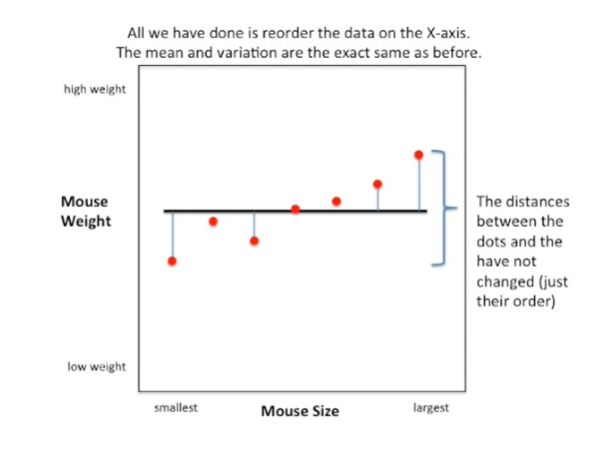 All we have done is reorder the data on the X-axis.
The mean and variation are the exact same as before.
high weight
Mouse
Weight
The distances
between the
dots and the
have not
changed (just
their order)
low weight
smallest
Mouse Size
largest